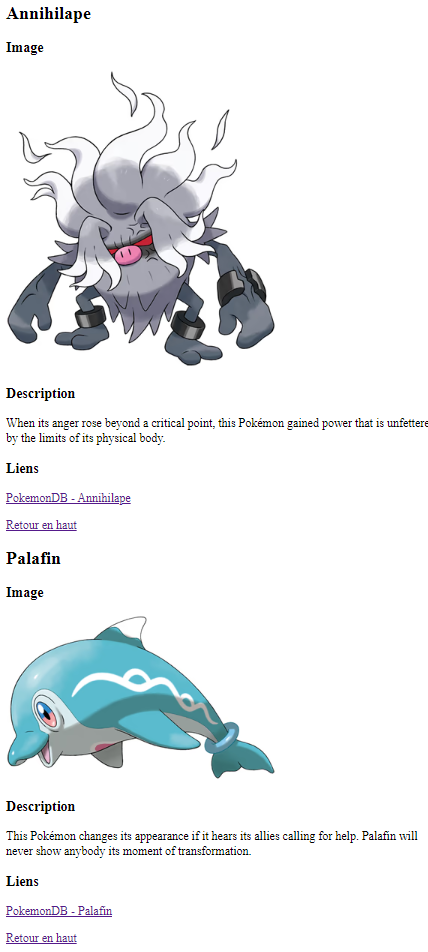 Annihilape
Image
Description
When its anger rose beyond a critical point, this Pokémon gained power that is unfettere
by the limits of its physical body.
Liens
PokemonDB - Annihilape
Retour en haut
Palafin
Image
Description
This Pokémon changes its appearance if it hears its allies calling for help. Palafin will
never show anybody its moment of transformation.
Liens
PokemonDB - Palafin
Retour en haut